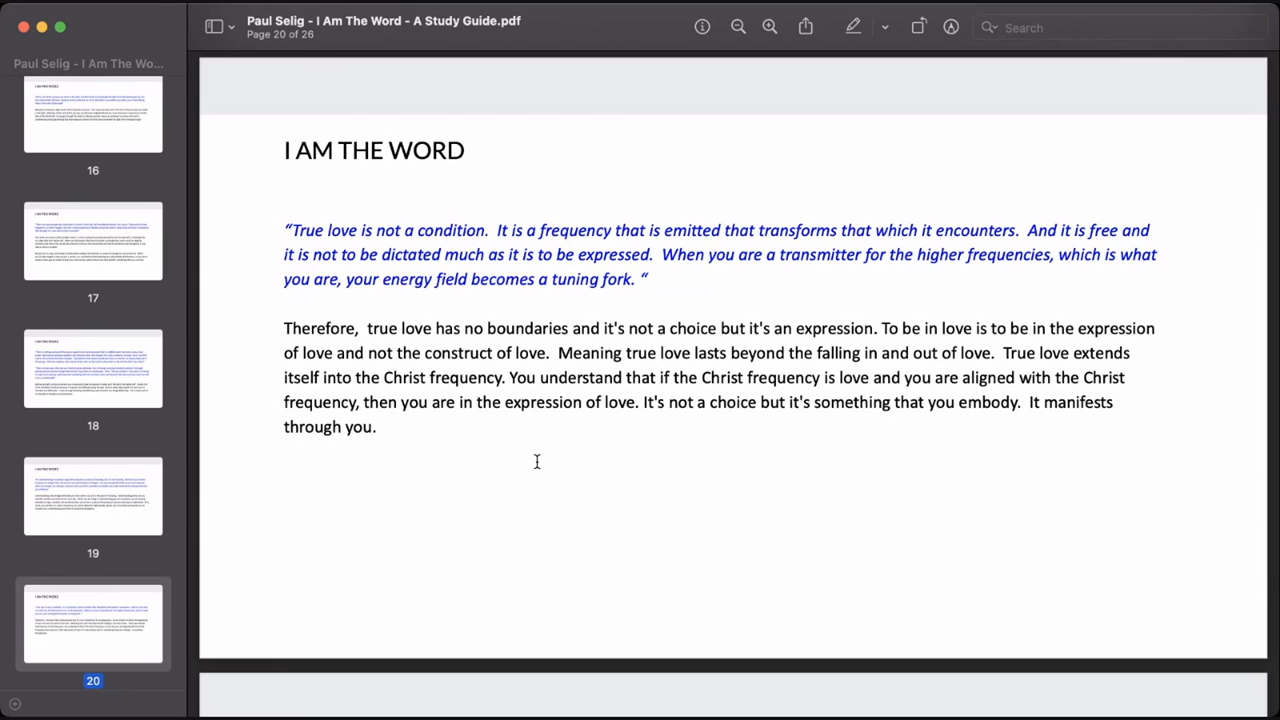 Paul Selig - I Am The Word - A Study Guide.pdf
Page 20 of 26
Search
Paul Selig - I Am The Wo...
16
17
18
19
20
I AM THE WORD
“True love is not a condition. It is a frequency that is emitted that transforms that which it encounters.  And it is free and
it is not to be dictated much as it is to be expressed.  When you are a transmitter for the higher frequencies, which is what
you are, your energy field becomes a tuning fork. “
Therefore,  true love has no boundaries and it's not a choice but it's an expression. To be in love is to be in the expression
of love and not the construct of love.  Meaning true love lasts beyond the falling in and out of love.  True love extends
itself into the Christ frequency. You understand that if the Christ frequency is love and you are aligned with the Christ
frequency, then you are in the expression of love. It's not a choice but it's something that you embody.  It manifests
through you.